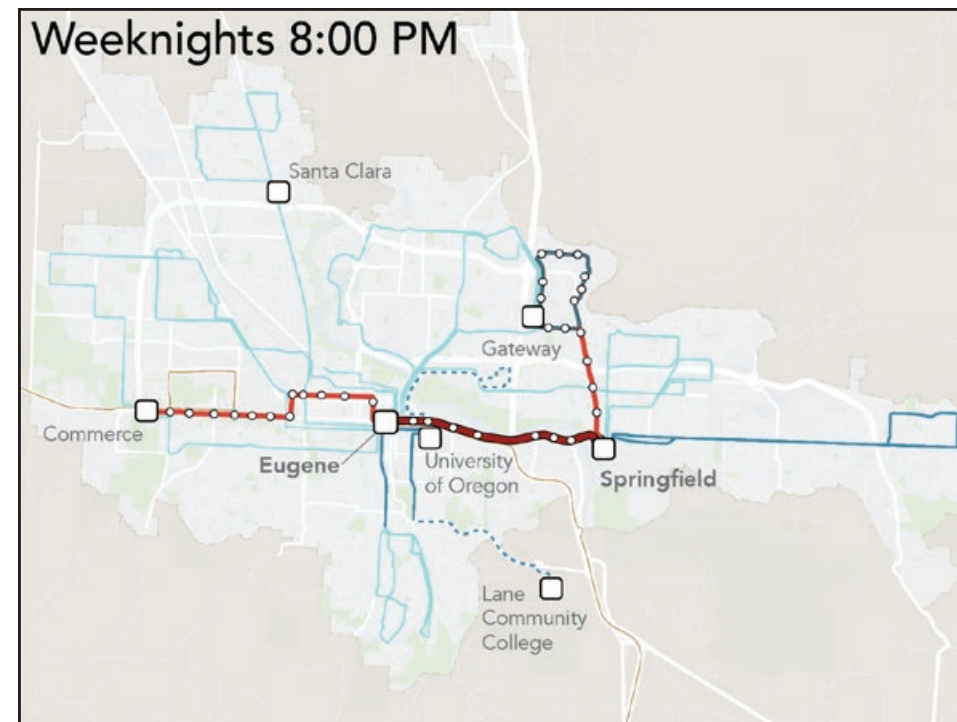 Weeknights 8:00 PM
Santa Clara
Gateway
Commerce
Eugene
University
of Oregon
Springfield
Lane
Community
College